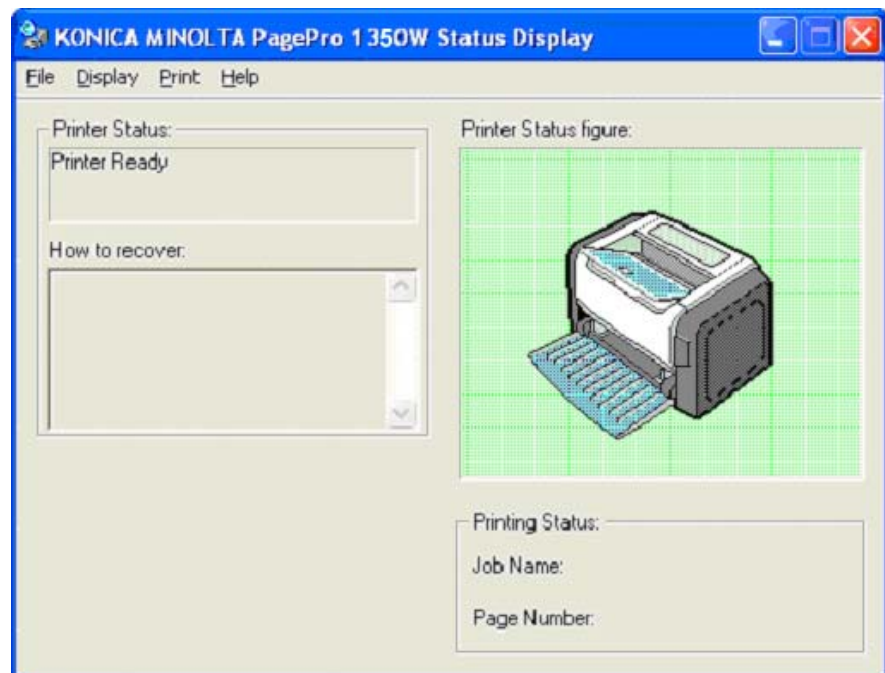 KONICA MINOLTA PagePro 1350W Status Display
File Display Print Help
Printer Status:
Printer Ready
How to recover:
Printer Status figure:
Printing Status:
Job Name:
Page Number: